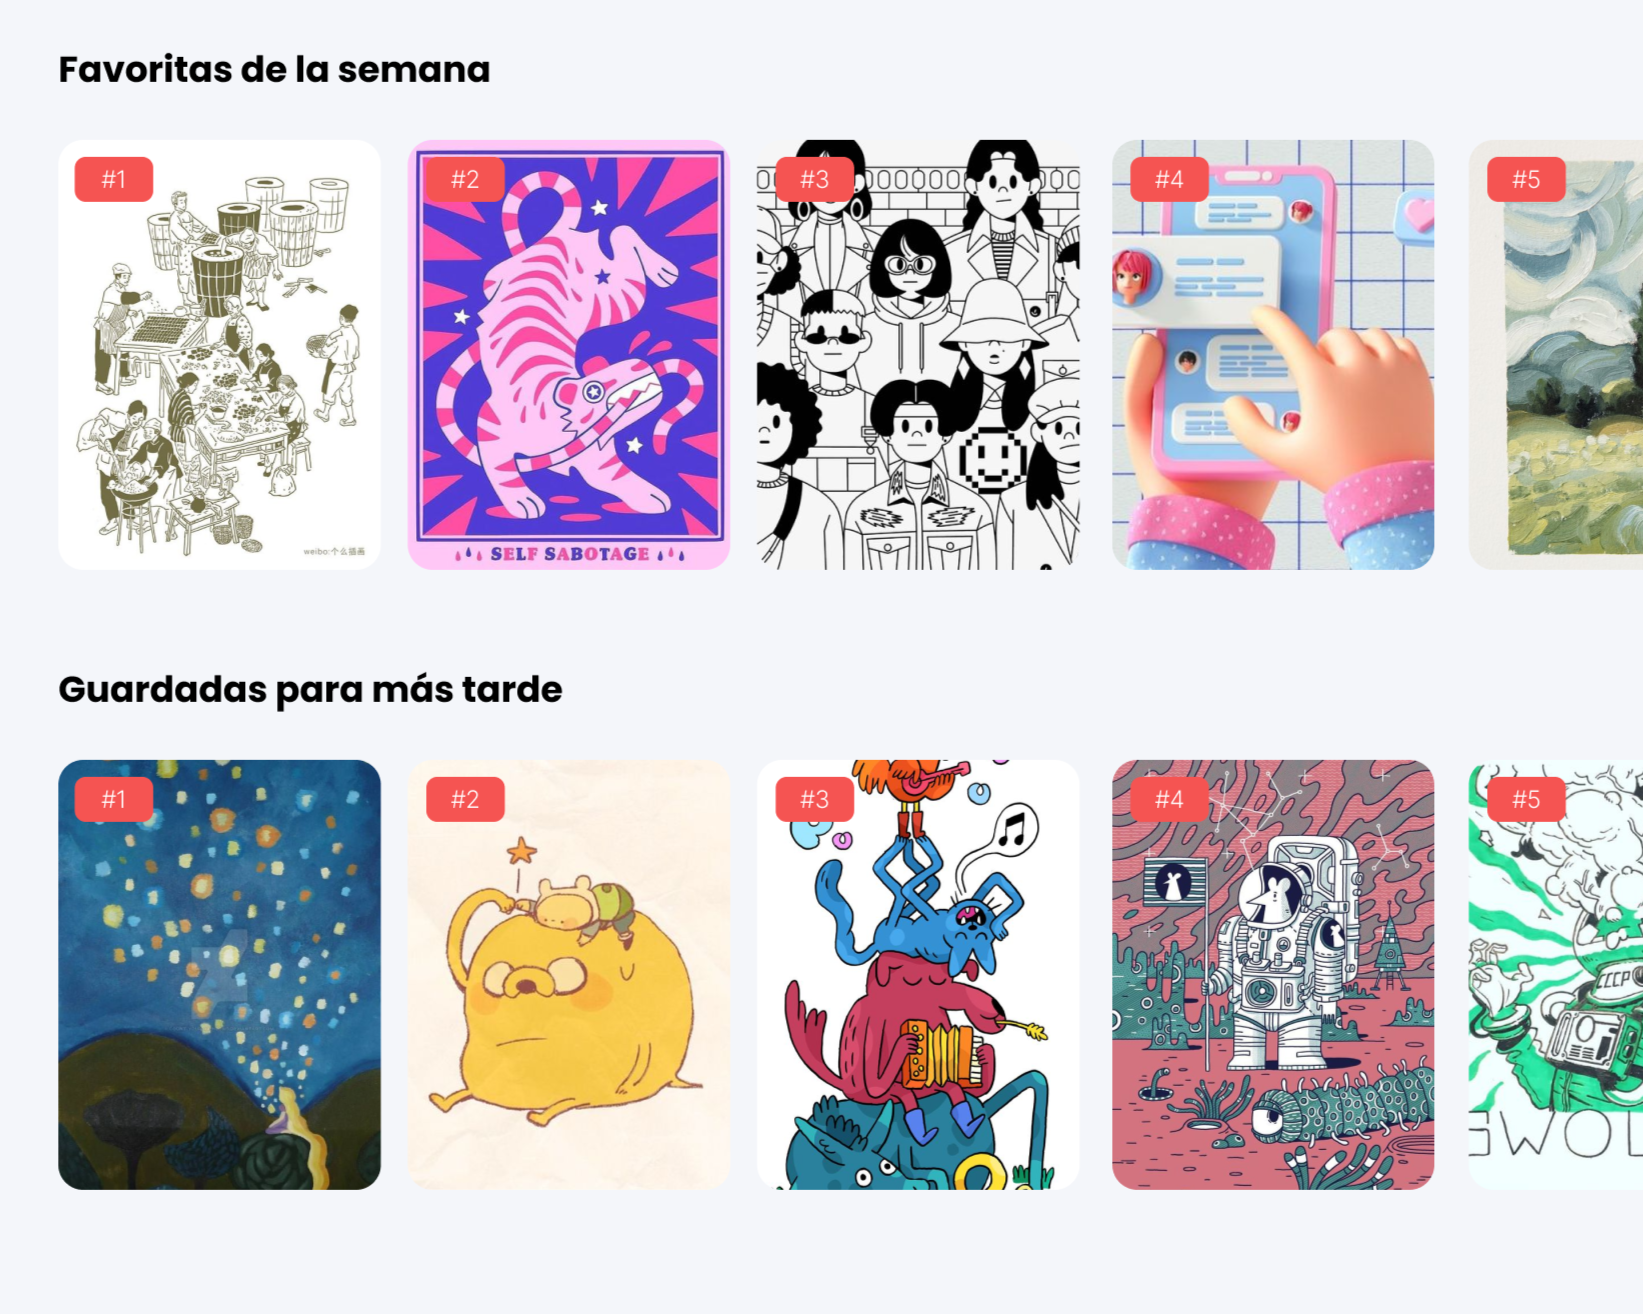 Favoritas de la semana
#1
#2
#3
#4
#5
weibo:个么插画
SELF SABOTAGE
Guardadas para más tarde
#1
#2
#3
#4
#5
CCCP
GWOL